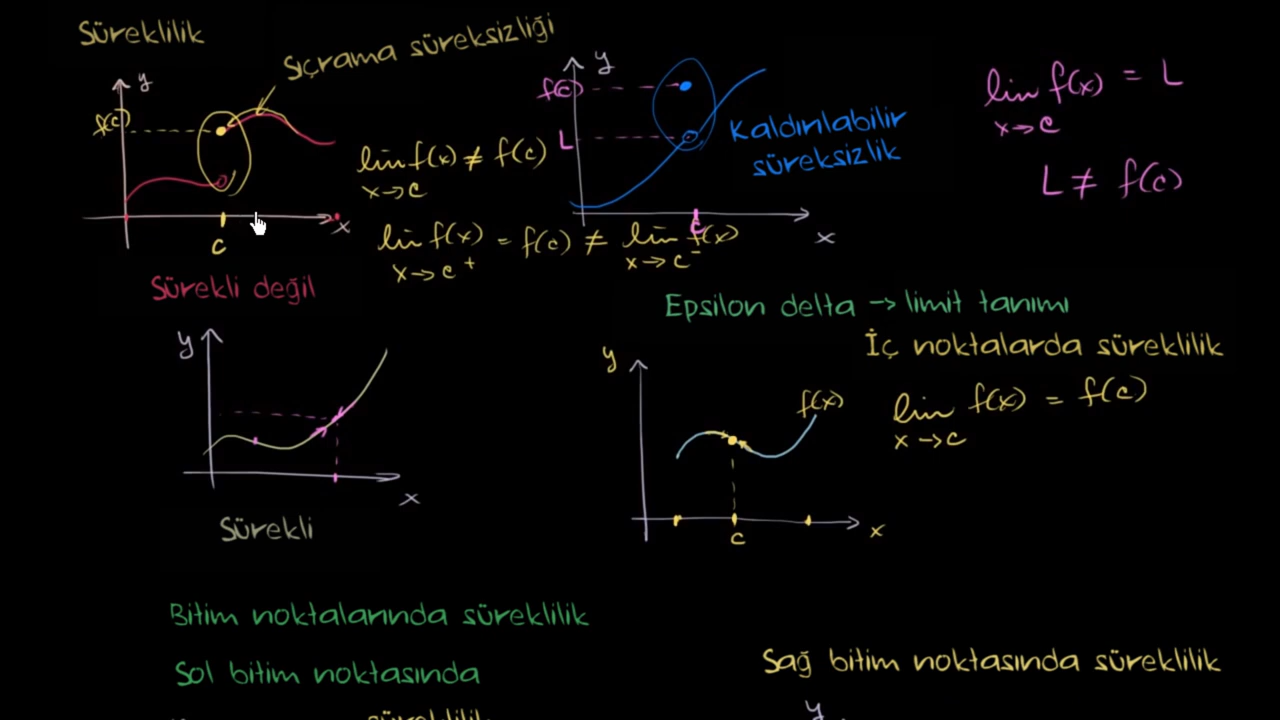 Süreklilik
Sıçrama süreksizliği
y
f(c)
x
c
lim f(x) ≠ f(c)
x→c
lim f(x) = f(c) ≠ lim f(x)
x→c⁺ x→c⁻
y
f(c)
L
c
x
Kaldırılabilir
süreksizlik
lim f(x) = L
x→c
L ≠ f(c)
Sürekli değil
y
x
Sürekli
Epsilon delta → limit tanımı
İç noktalarda süreklilik
y
f(x)
c
x
lim f(x) = f(c)
x→c
Bitim noktalarında süreklilik
Sol bitim noktasında
süreklilik
Sağ bitim noktasında süreklilik
y